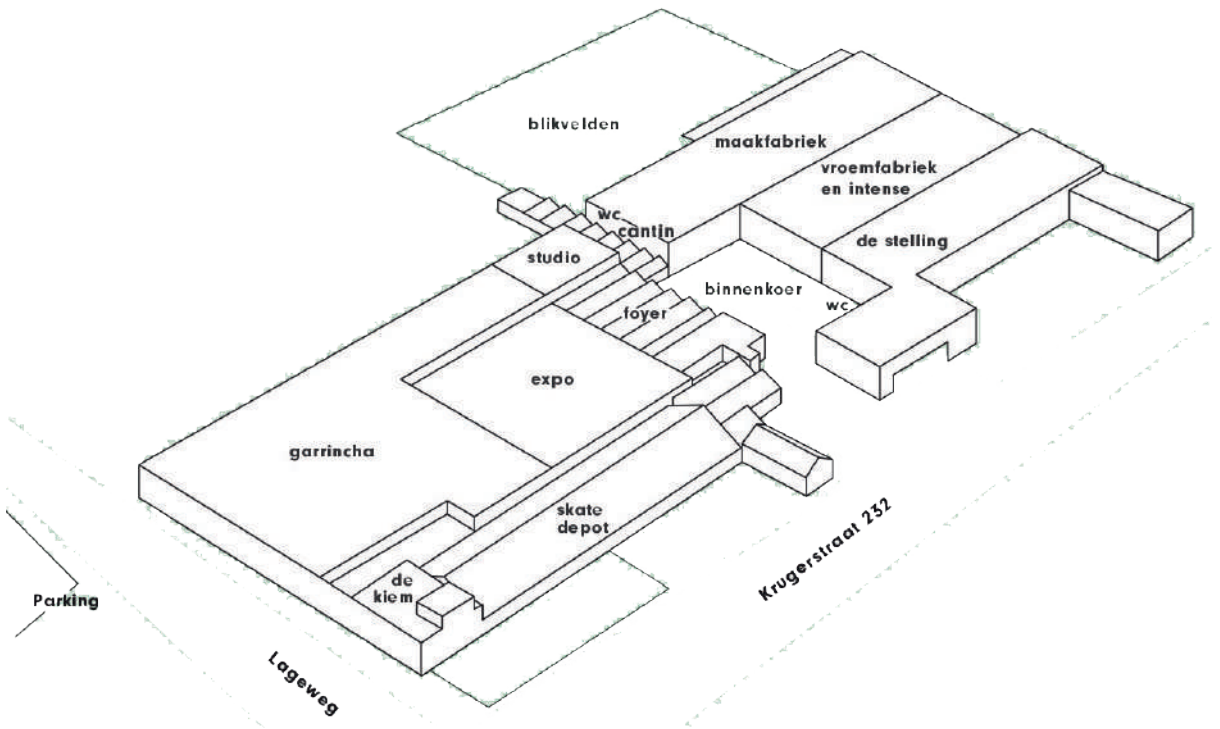 blikvelden
maakfabriek
vroemfabriek
en intense
wc
cantin
de stelling
studio
binnenkoer
wc
foyer
expo
garrincha
skate
depot
de
kiem
Krugerstraat 232
Parking
Lageweg